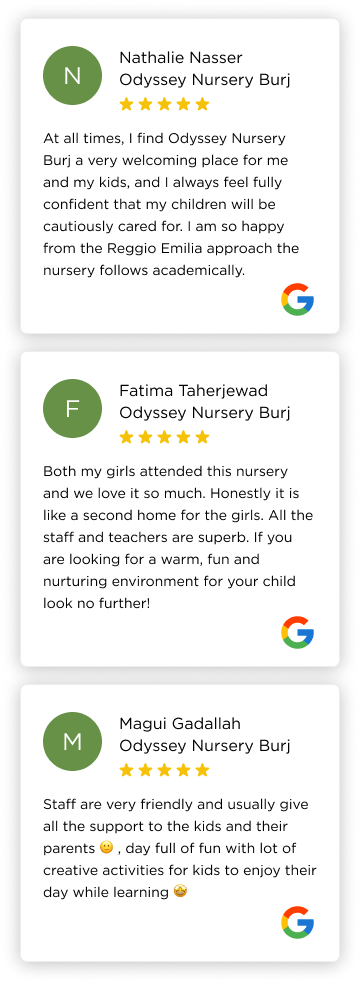 N
Nathalie Nasser
Odyssey Nursery Burj
At all times, I find Odyssey Nursery
Burj a very welcoming place for me
and my kids, and I always feel fully
confident that my children will be
cautiously cared for. I am so happy
from the Reggio Emilia approach the
nursery follows academically.
G
F
Fatima Taherjewad
Odyssey Nursery Burj
Both my girls attended this nursery
and we love it so much. Honestly it is
like a second home for the girls. All the
staff and teachers are superb. If you
are looking for a warm, fun and
nurturing environment for your child
look no further!
G
M
Magui Gadallah
Odyssey Nursery Burj
Staff are very friendly and usually give
all the support to the kids and their
parents 🙂 , day full of fun with lot of
creative activities for kids to enjoy their
day while learning 🤩
G